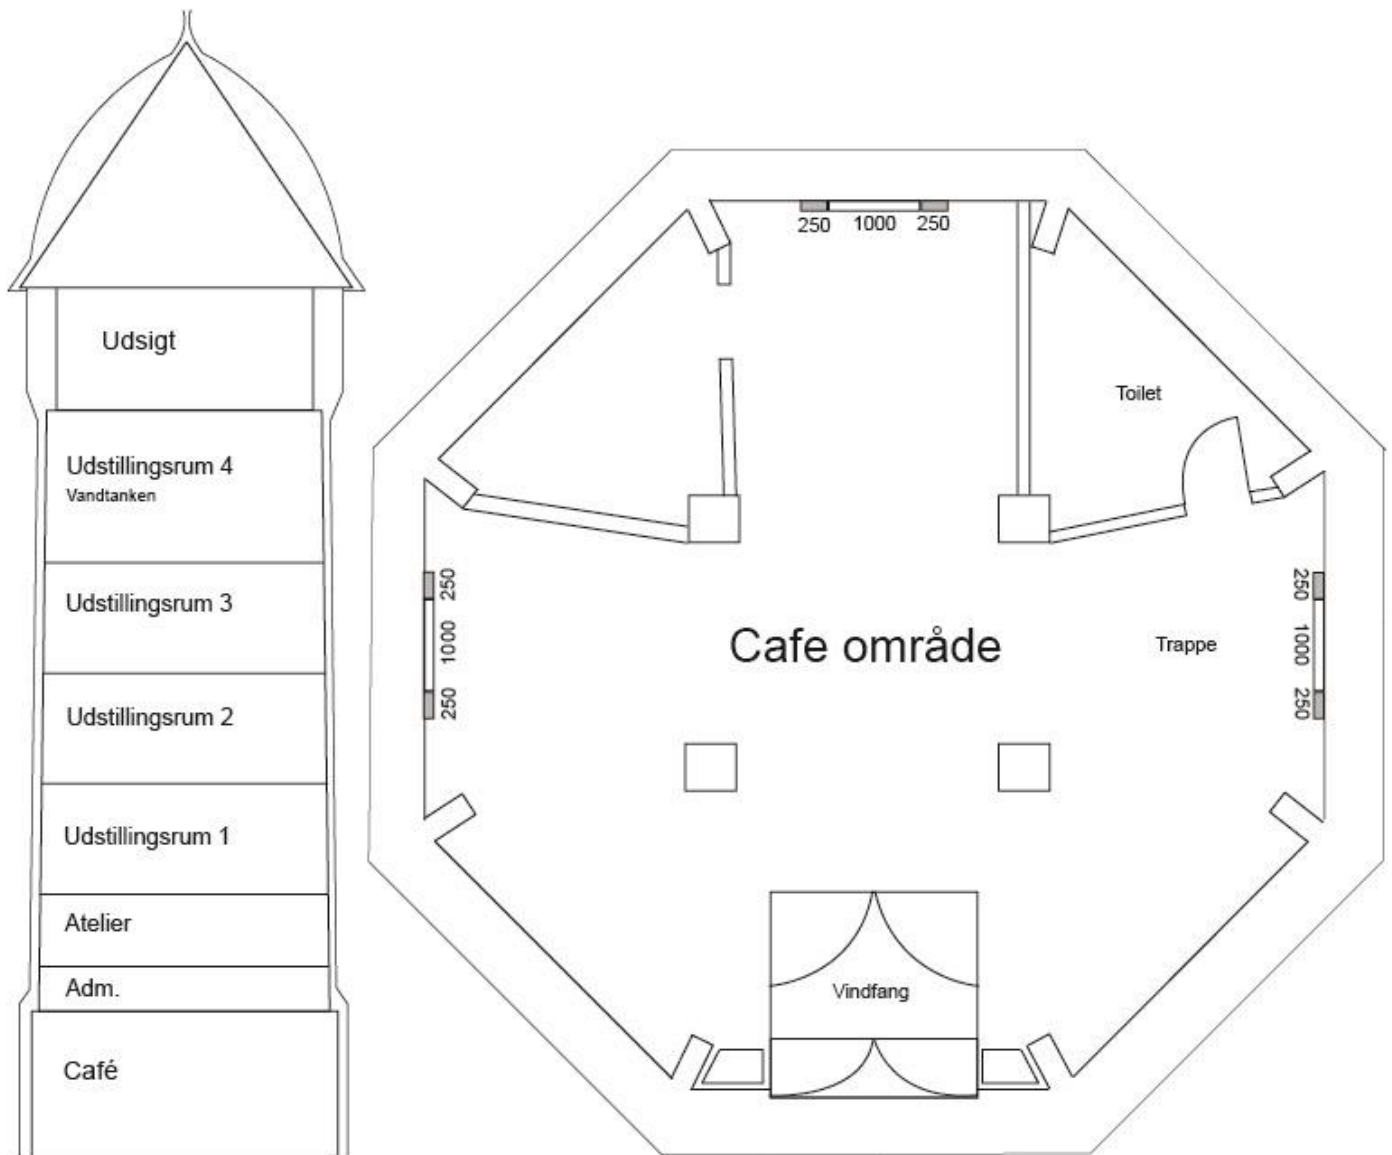 Udsigt
Udstillingsrum 4
Vandtanken
Udstillingsrum 3
Udstillingsrum 2
Udstillingsrum 1
Atelier
Adm.
Café
250 1000 250
Toilet
250 1000 250
Cafe område
Trappe
250 1000 250
Vindfang